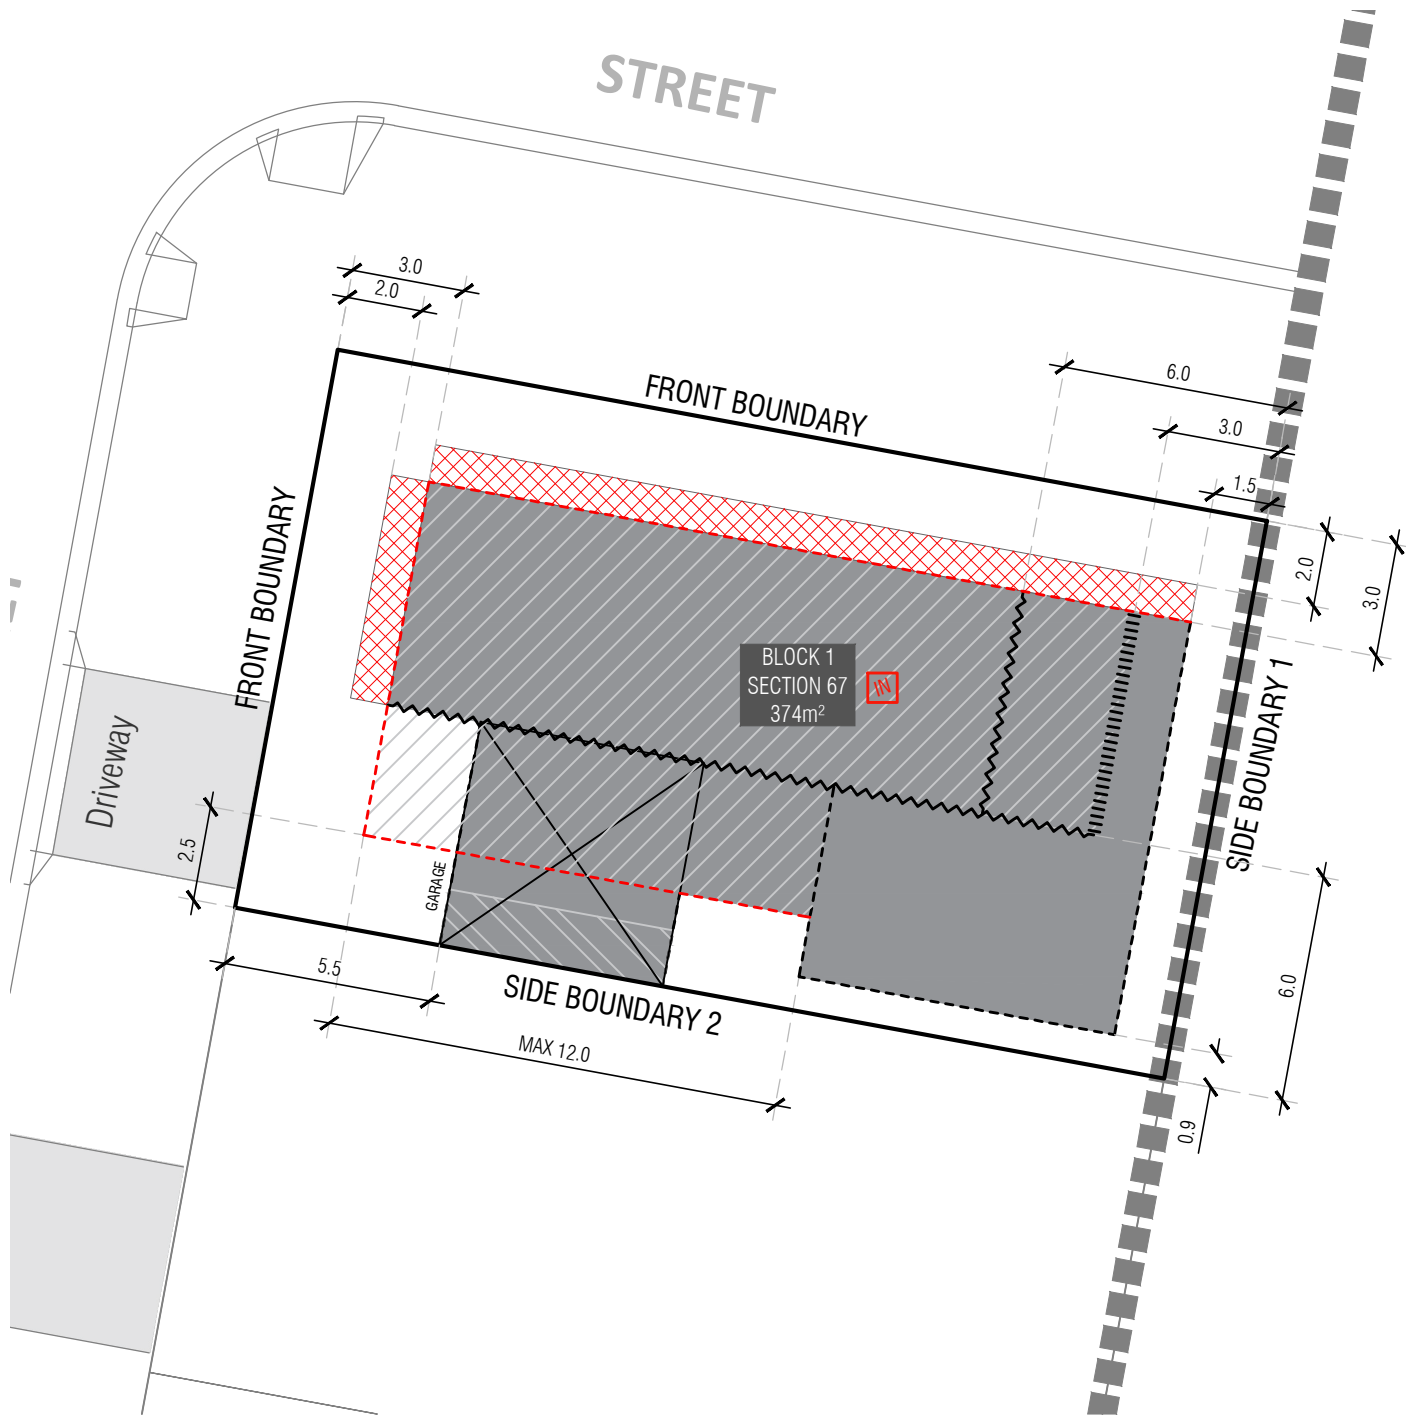 STREET
3.0
2.0
6.0
3.0
1.5
FRONT BOUNDARY
FRONT BOUNDARY
2.0
3.0
BLOCK 1
SECTION 67
374m²
IN
SIDE BOUNDARY 1
Driveway
2.5
GARAGE
5.5
SIDE BOUNDARY 2
MAX 12.0
6.0
0.9